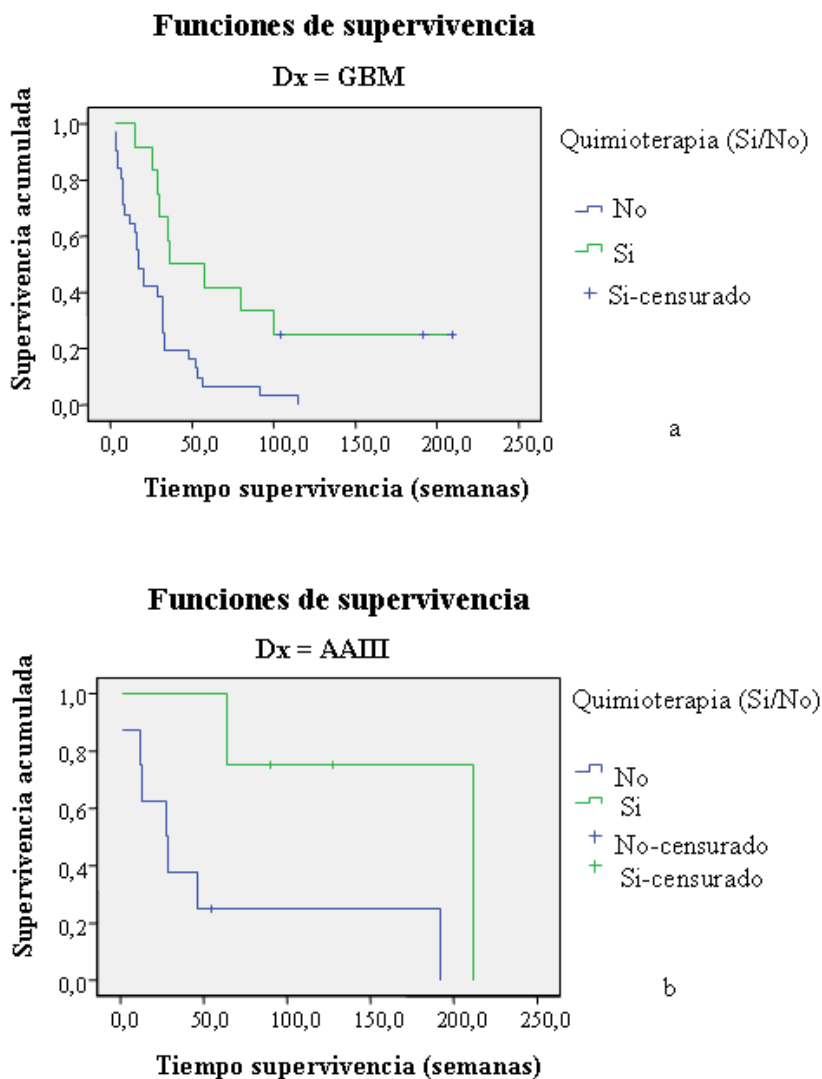 Funciones de supervivencia
Dx = GBM
Supervivencia acumulada
1,0
0,8
0,6
0,4
0,2
0,0
0,0 50,0 100,0 150,0 200,0 250,0
Tiempo supervivencia (semanas)
Quimioterapia (Si/No)
No
Si
Si-censurado
a
Funciones de supervivencia
Dx = AAIII
Supervivencia acumulada
1,0
0,8
0,6
0,4
0,2
0,0
0,0 50,0 100,0 150,0 200,0 250,0
Tiempo supervivencia (semanas)
Quimioterapia (Si/No)
No
Si
No-censurado
Si-censurado
b